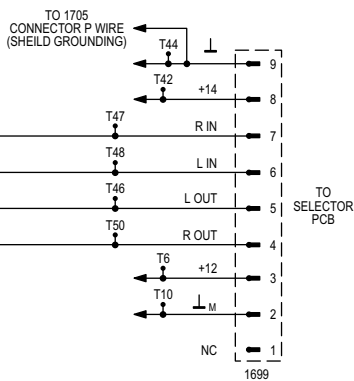 TO 1705
CONNECTOR P WIRE
(SHEILD GROUNDING)
T44
9
T42
+14
8
T47
R IN
7
T48
L IN
6
T46
L OUT
5
T50
R OUT
4
T6
+12
3
T10
M
2
NC
1
TO
SELECTOR
PCB
1699